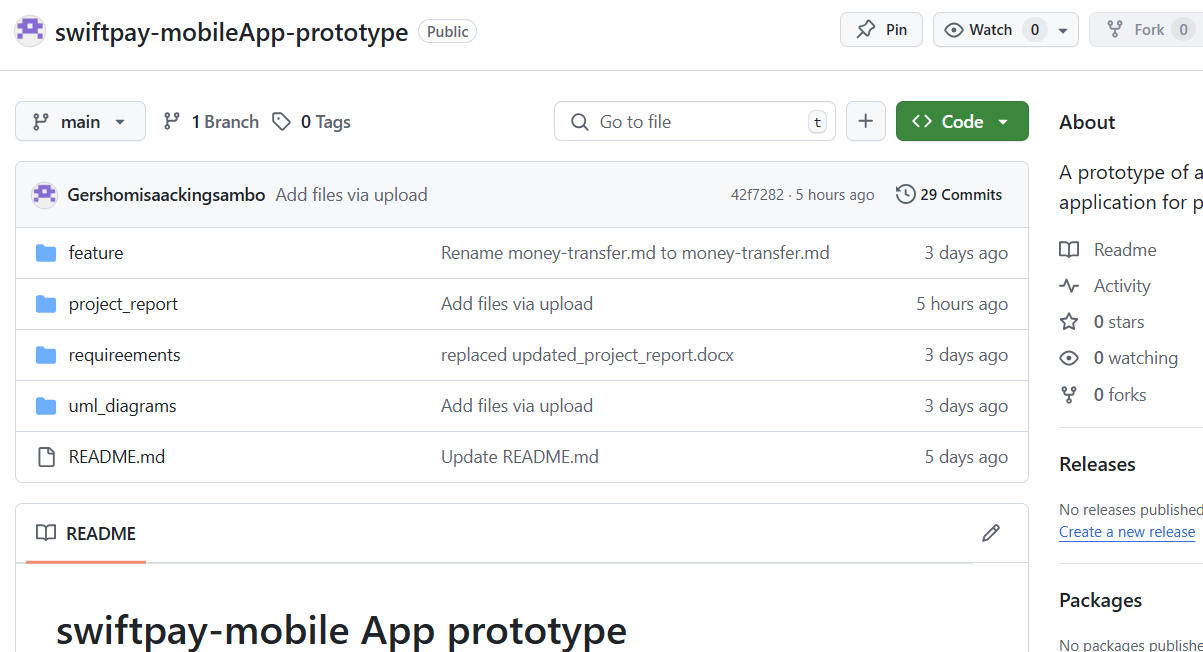 swiftpay-mobileApp-prototype Public Pin Watch 0 Fork 0
main 1 Branch 0 Tags Go to file t Code
Gershomisaackingsambo Add files via upload 42f7282 · 5 hours ago 29 Commits
feature Rename money-transfer.md to money-transfer.md 3 days ago
project_report Add files via upload 5 hours ago
requireements replaced updated_project_report.docx 3 days ago
uml_diagrams Add files via upload 3 days ago
README.md Update README.md 5 days ago
README
swiftpay-mobile App prototype
About
A prototype of a
application for p
Readme
Activity
0 stars
0 watching
0 forks
Releases
No releases published
Create a new release
Packages
No packages publishe